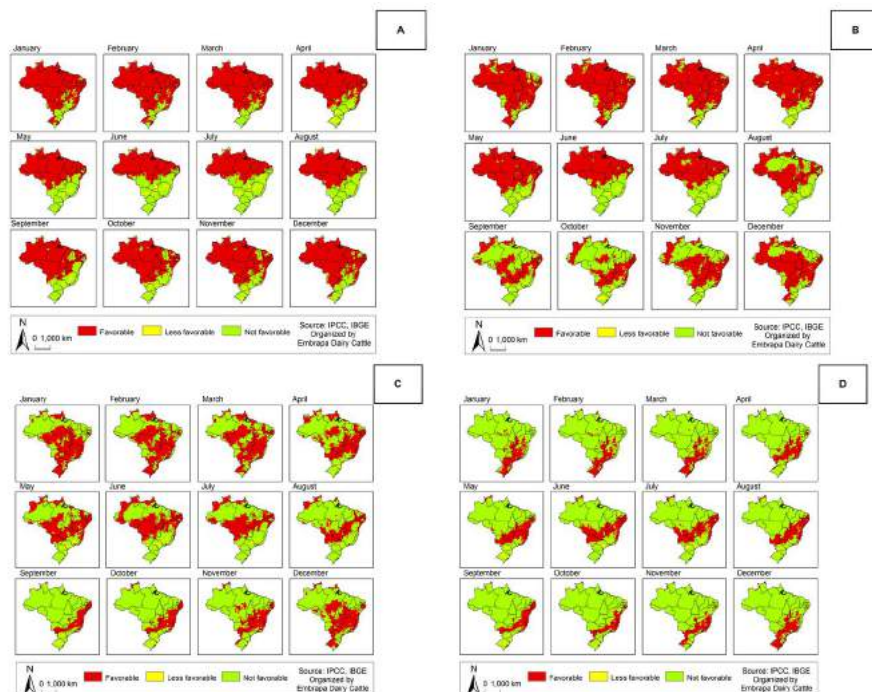 A
January February March April
May June July August
September October November December
N
0 1,000 km
Favorable Less favorable Not favorable
Source: IPCC, IBGE
Organized by
Embrapa Dairy Cattle
B
January February March April
May June July August
September October November December
N
0 1,000 km
Favorable Less favorable Not favorable
Source: IPCC, IBGE
Organized by
Embrapa Dairy Cattle
C
January February March April
May June July August
September October November December
N
0 1,000 km
Favorable Less favorable Not favorable
Source: IPCC, IBGE
Organized by
Embrapa Dairy Cattle
D
January February March April
May June July August
September October November December
N
0 1,000 km
Favorable Less favorable Not favorable
Source: IPCC, IBGE
Organized by
Embrapa Dairy Cattle